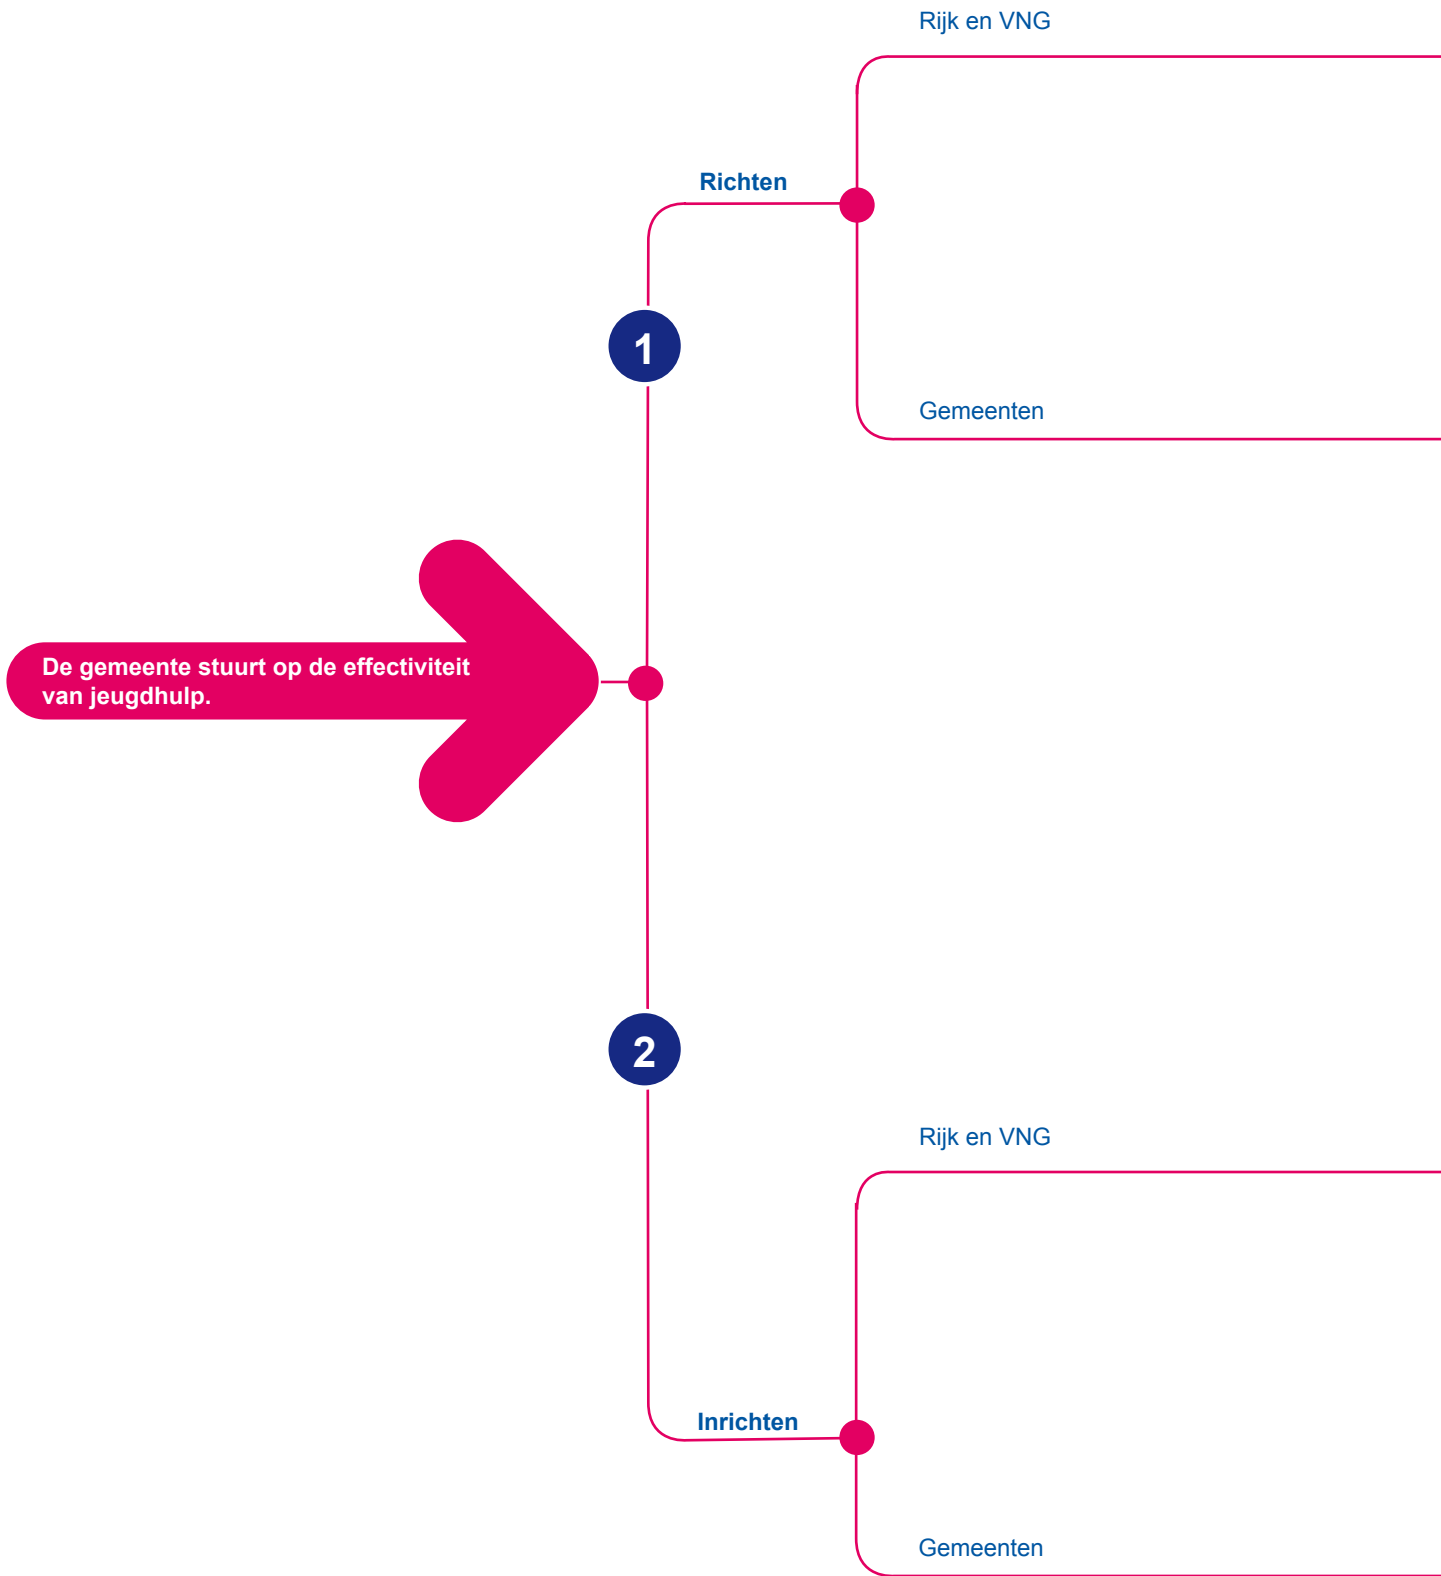 Rijk en VNG
Richten
1
Gemeenten
De gemeente stuurt op de effectiviteit
van jeugdhulp.
2
Rijk en VNG
Inrichten
Gemeenten